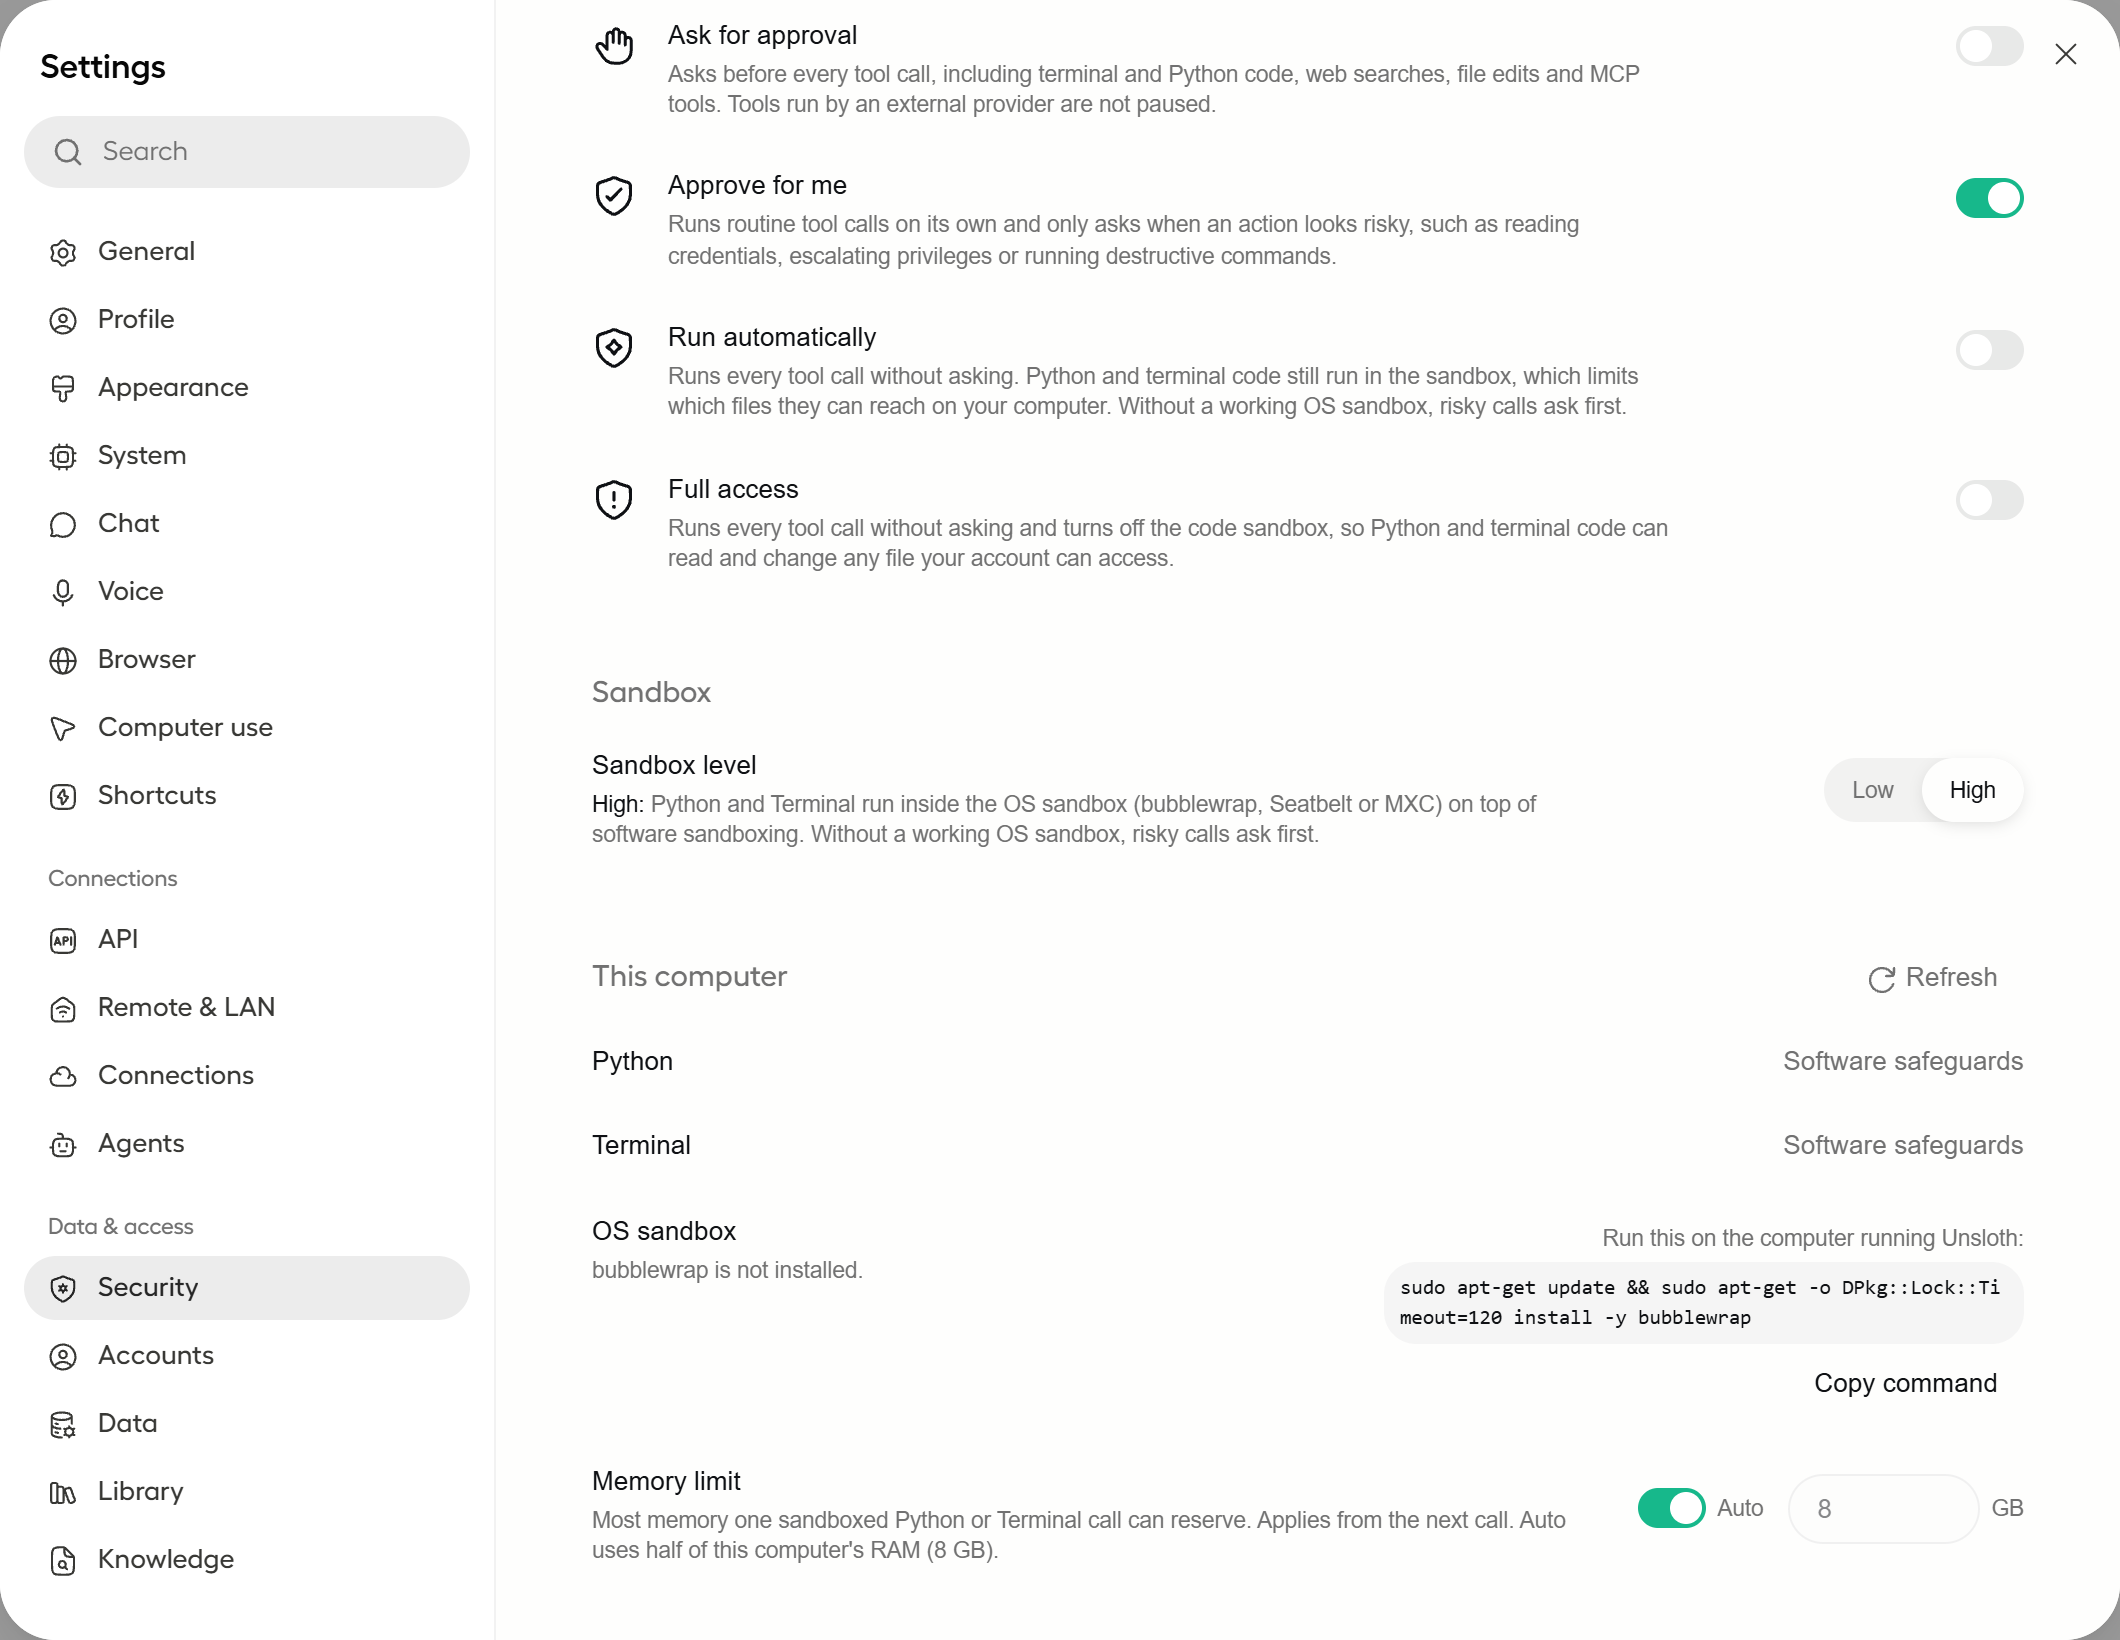 Settings
Search
General
Profile
Appearance
System
Chat
Voice
Browser
Computer use
Shortcuts
Connections
API
Remote & LAN
Connections
Agents
Data & access
Security
Accounts
Data
Library
Knowledge
Ask for approval
Asks before every tool call, including terminal and Python code, web searches, file edits and MCP
tools. Tools run by an external provider are not paused.
Approve for me
Runs routine tool calls on its own and only asks when an action looks risky, such as reading
credentials, escalating privileges or running destructive commands.
Run automatically
Runs every tool call without asking. Python and terminal code still run in the sandbox, which limits
which files they can reach on your computer. Without a working OS sandbox, risky calls ask first.
Full access
Runs every tool call without asking and turns off the code sandbox, so Python and terminal code can
read and change any file your account can access.
Sandbox
Sandbox level
High: Python and Terminal run inside the OS sandbox (bubblewrap, Seatbelt or MXC) on top of
software sandboxing. Without a working OS sandbox, risky calls ask first.
Low High
This computer
Refresh
Python
Software safeguards
Terminal
Software safeguards
OS sandbox
bubblewrap is not installed.
Run this on the computer running Unsloth:
sudo apt-get update && sudo apt-get -o DPkg::Lock::Ti
meout=120 install -y bubblewrap
Copy command
Memory limit
Most memory one sandboxed Python or Terminal call can reserve. Applies from the next call. Auto
uses half of this computer's RAM (8 GB).
Auto 8 GB